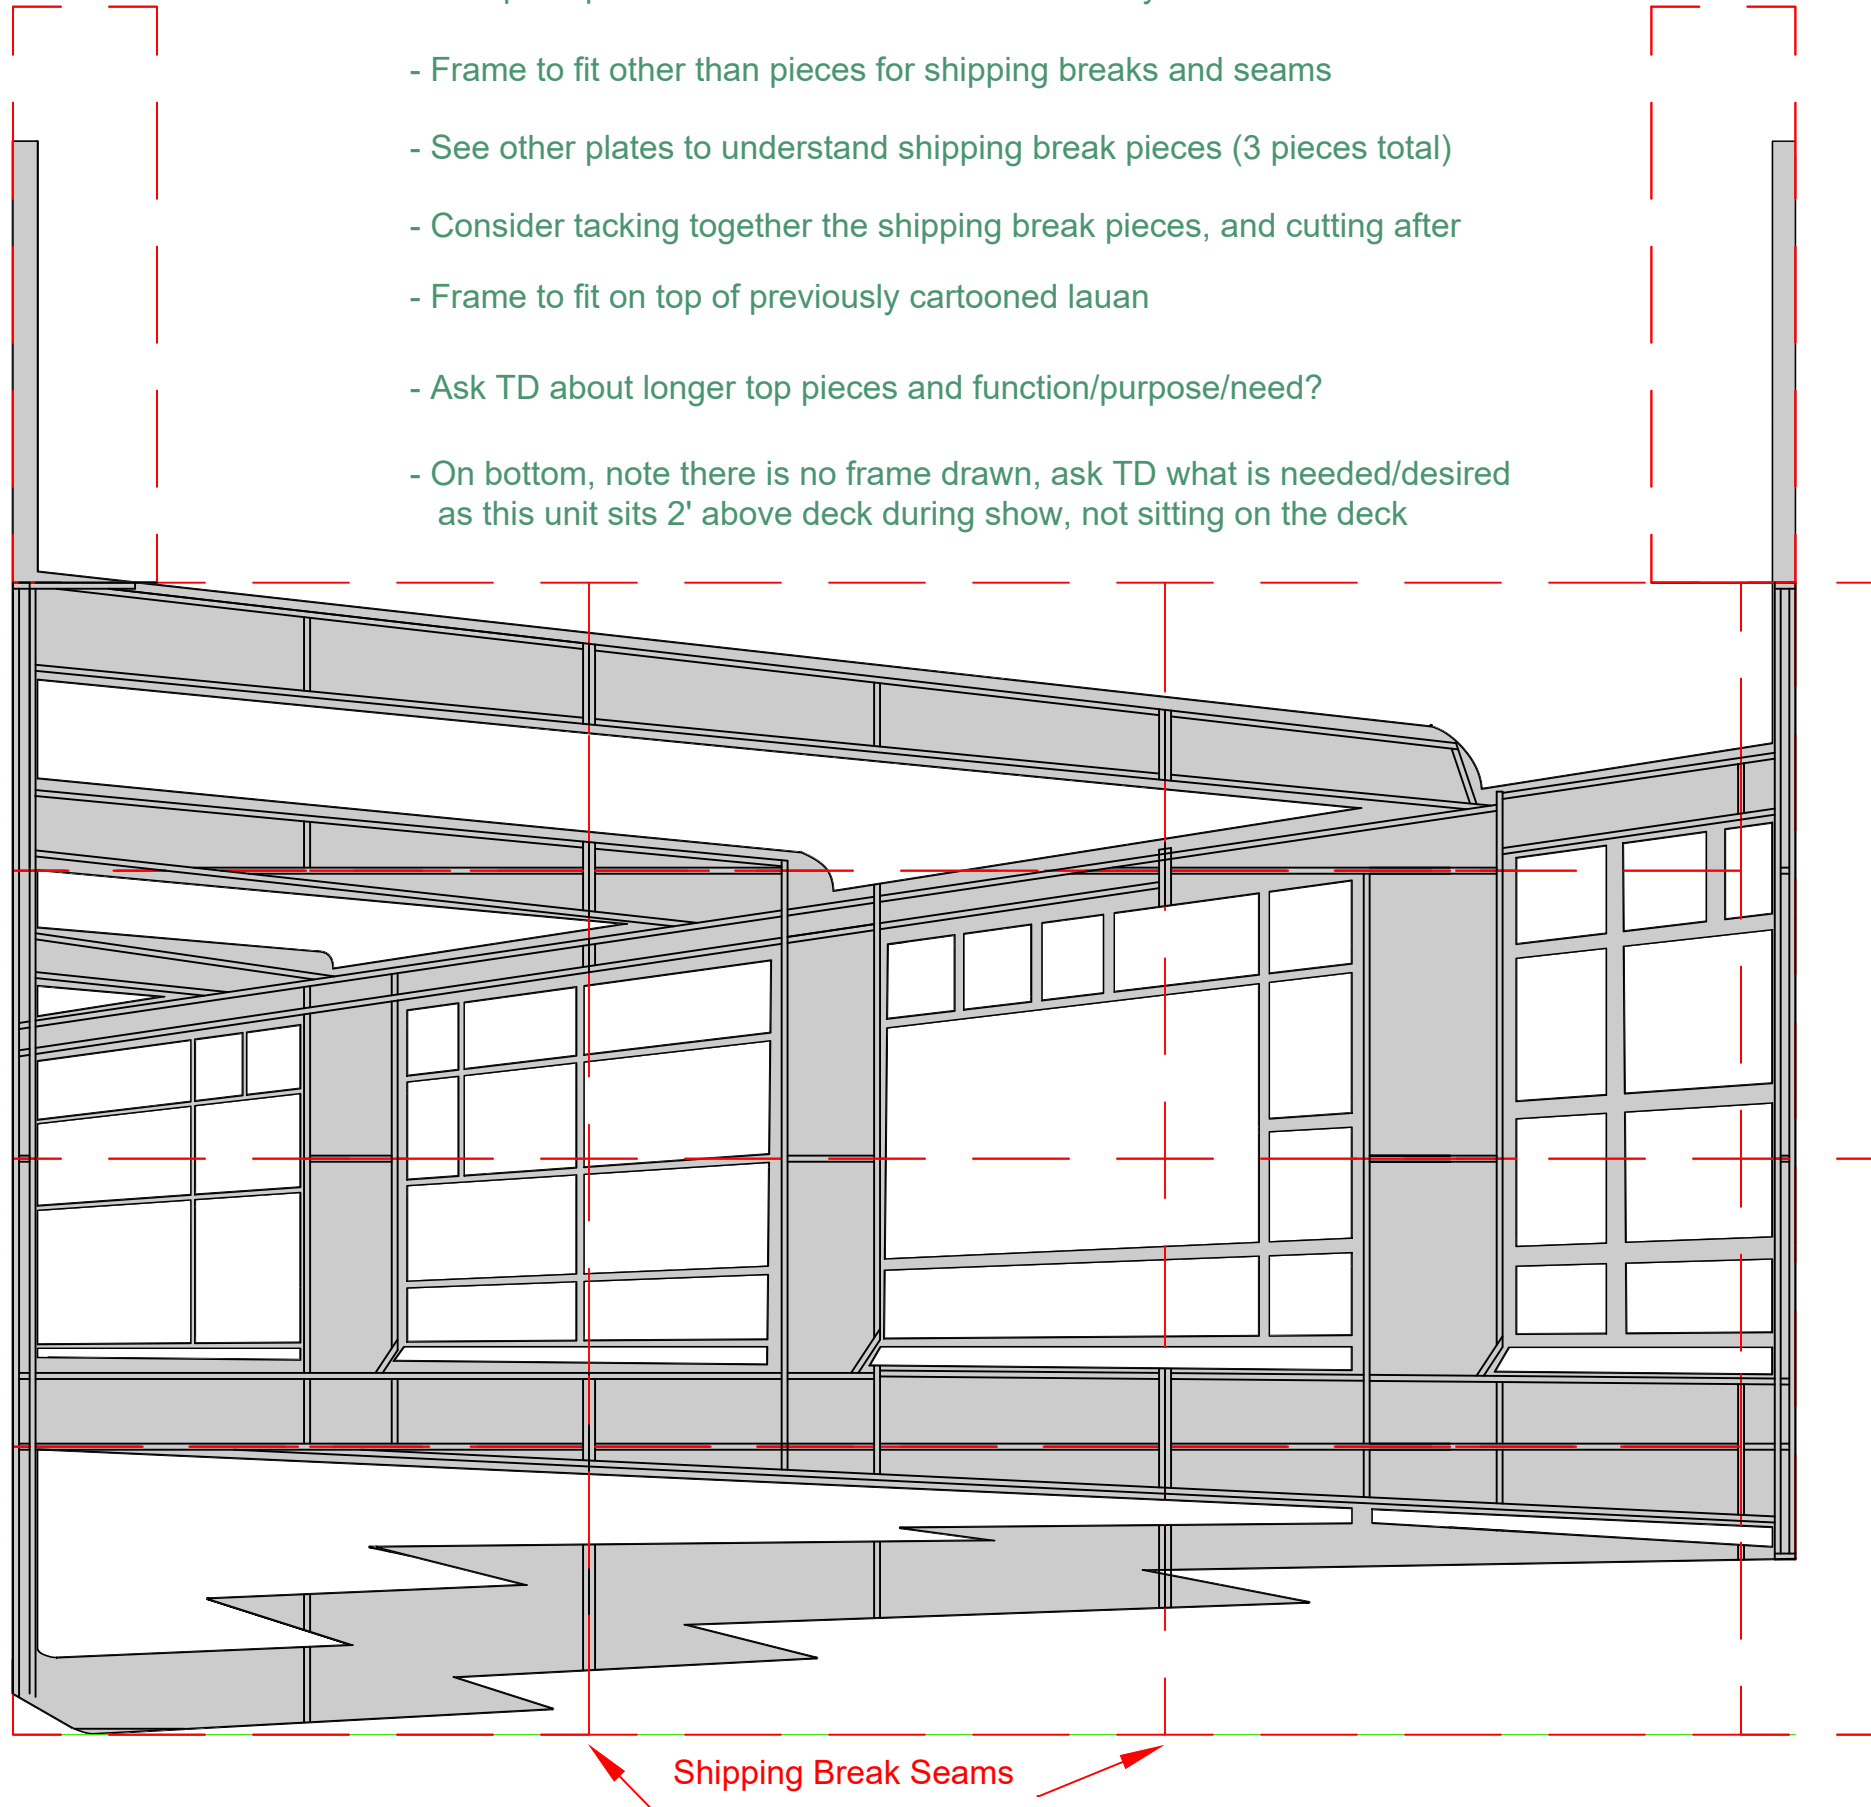 - Frame to fit other than pieces for shipping breaks and seams
- See other plates to understand shipping break pieces (3 pieces total)
- Consider tacking together the shipping break pieces, and cutting after
- Frame to fit on top of previously cartooned lauan
- Ask TD about longer top pieces and function/purpose/need?
- On bottom, note there is no frame drawn, ask TD what is needed/desired
as this unit sits 2' above deck during show, not sitting on the deck
Shipping Break Seams